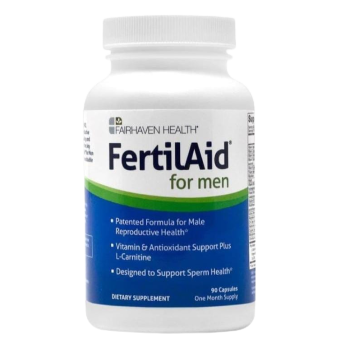 FAIRHAVEN HEALTH®
FertilAid®
for men
• Patented Formula for Male
Reproductive Health◊
• Vitamin & Antioxidant Support Plus
L-Carnitine
• Designed to Support Sperm Health◊
90 Capsules
DIETARY SUPPLEMENT One Month Supply